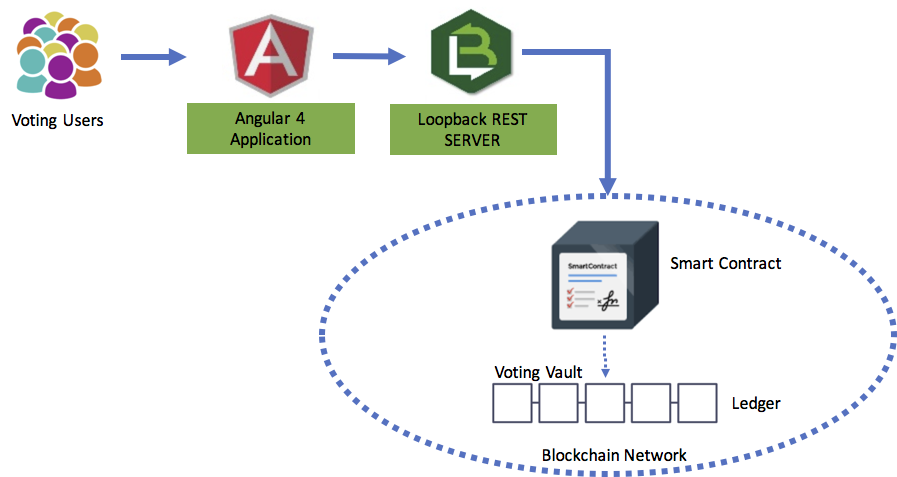 Voting Users
Angular 4
Application
Loopback REST
SERVER
SmartContract
Smart Contract
Voting Vault
Ledger
Blockchain Network